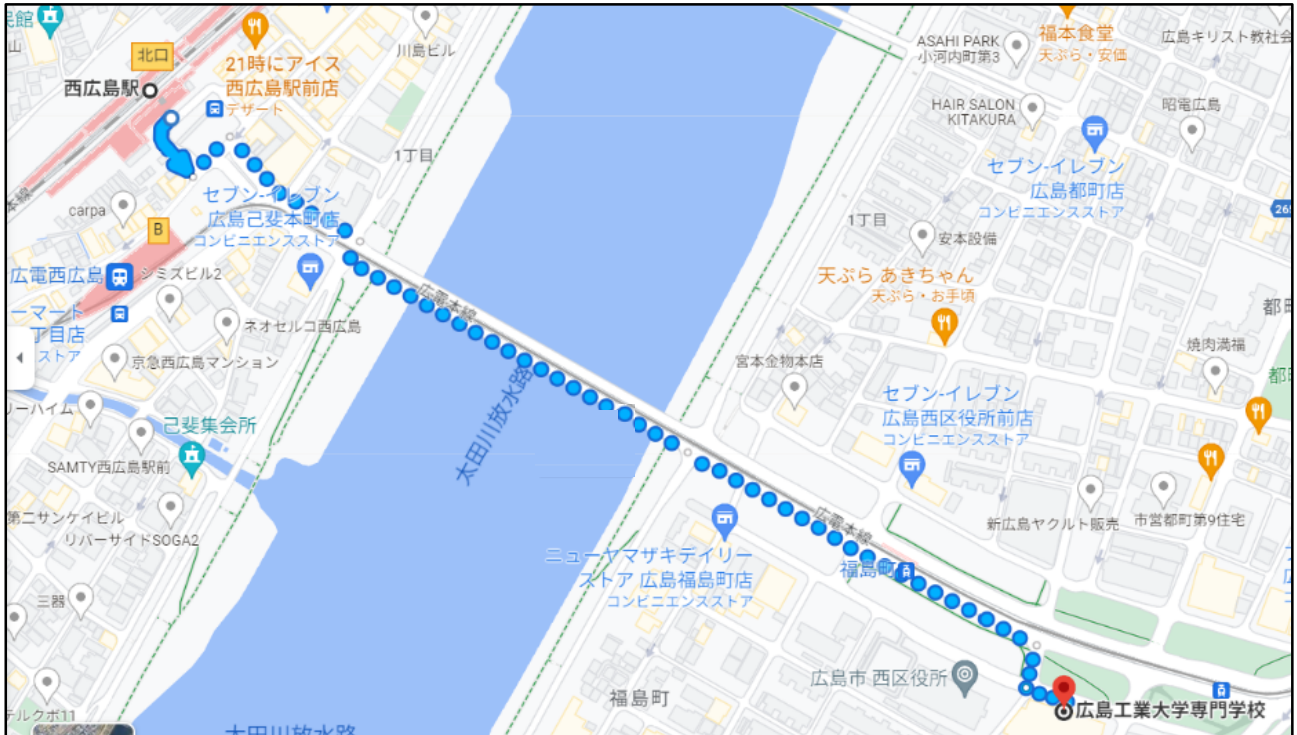 民館
北口
西広島駅
21時にアイス
西広島駅前店
デザート
川島ビル
ASAHI PARK
小河内町第3
福本食堂
天ぷら・安価
広島キリスト教社会
HAIR SALON
KITAKURA
昭電広島
セブン-イレブン
広島都町店
コンビニエンスストア
1丁目
carpa
B
セブン-イレブン
広島己斐本町店
コンビニエンスストア
1丁目
安本設備
広電西広島
シミズビル2
天ぷら あきちゃん
天ぷら・お手頃
ーマート
丁目店
ストア
ネオセルコ西広島
京急西広島マンション
広電本線
宮本金物本店
焼肉満福
セブン-イレブン
広島西区役所前店
コンビニエンスストア
リーハイム
己斐集会所
太田川放水路
SAMTY西広島駅前
第二サンケイビル
リバーサイドSOGA2
新広島ヤクルト販売
市営都町第9住宅
広電本線
ニューヤマザキデイリー
ストア 広島福島町店
コンビニエンスストア
福島町
三器
広島市 西区役所
福島町
広島工業大学専門学校
テルクボ11
太田川放水路